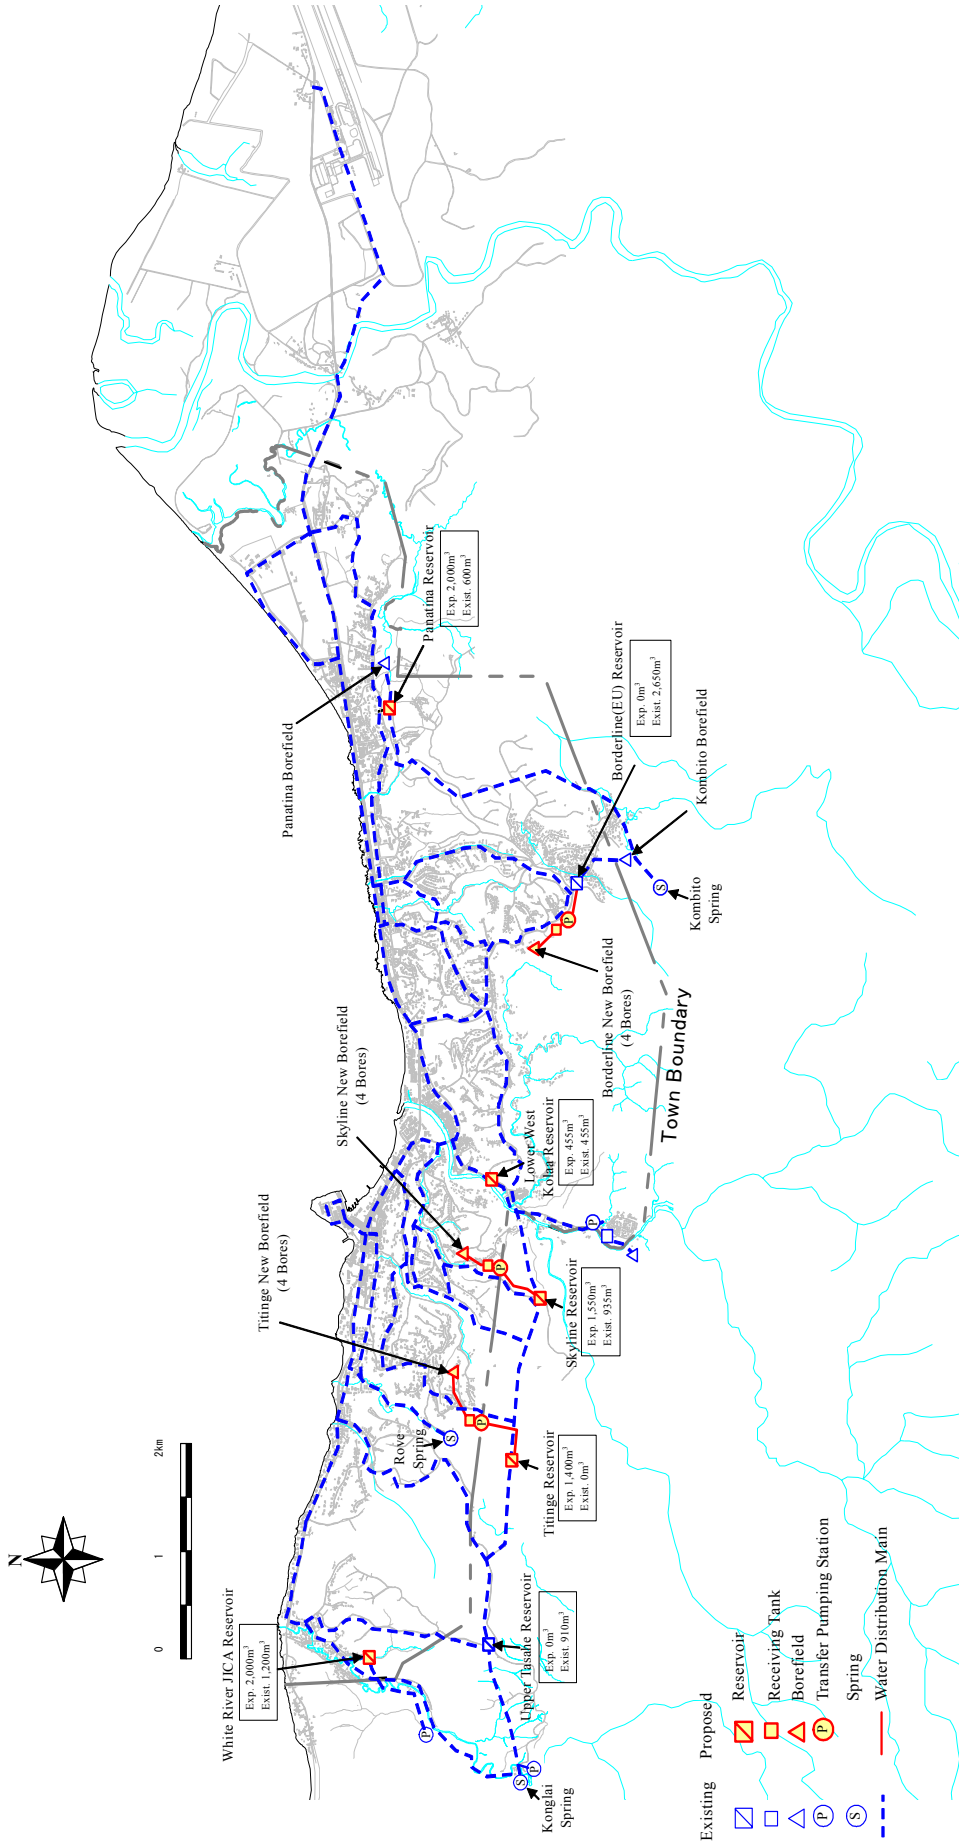 N
0
1
2km
White River JICA Reservoir
Exp. 2,000m³
Exist. 1,200m³
Titinge New Borefield
(4 Bores)
Skyline New Borefield
(4 Bores)
Panatina Borefield
Panatina Reservoir
Exp. 2,000m³
Exist. 600m³
Rove
Spring
S
P
Lower West
Kolaa Reservoir
Exp. 455m³
Exist. 455m³
Borderline(EU) Reservoir
Exp. 0m³
Exist. 2,650m³
P
P
P
P
Kombito Borefield
S
Kombito
Spring
Borderline New Borefield
(4 Bores)
Town Boundary
Skyline Reservoir
Exp. 1,550m³
Exist. 935m³
Titinge Reservoir
Exp. 1,400m³
Exist. 0m³
Upper Tasahe Reservoir
Exp. 0m³
Exist. 910m³
S
P
Konglai
Spring
Existing
Proposed
Reservoir
Receiving Tank
Borefield
P
P
Transfer Pumping Station
S
Spring
Water Distribution Main